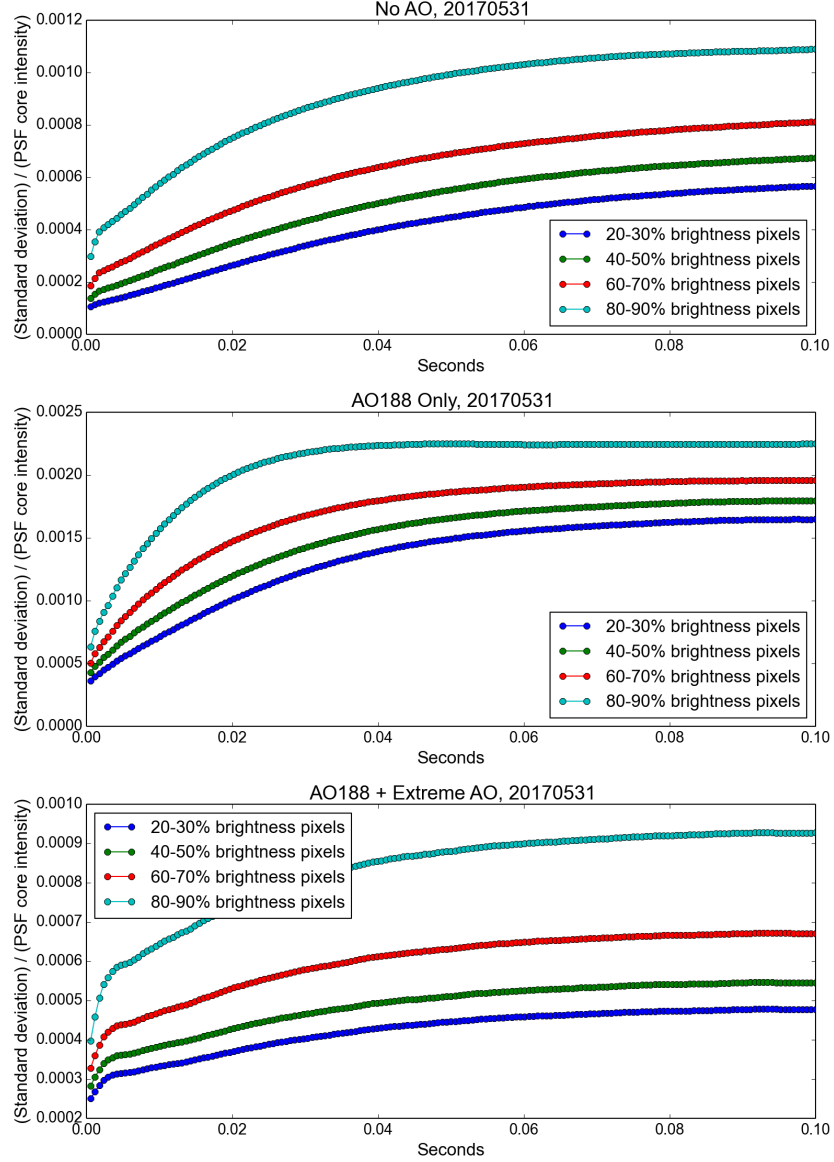 No AO, 20170531
(Standard deviation) / (PSF core intensity)
0.0012
0.0010
0.0008
0.0006
0.0004
0.0002
0.0000
20-30% brightness pixels
40-50% brightness pixels
60-70% brightness pixels
80-90% brightness pixels
0.00 0.02 0.04 0.06 0.08 0.10
Seconds
AO188 Only, 20170531
(Standard deviation) / (PSF core intensity)
0.0025
0.0020
0.0015
0.0010
0.0005
0.0000
20-30% brightness pixels
40-50% brightness pixels
60-70% brightness pixels
80-90% brightness pixels
0.00 0.02 0.04 0.06 0.08 0.10
Seconds
AO188 + Extreme AO, 20170531
(Standard deviation) / (PSF core intensity)
0.0010
0.0009
0.0008
0.0007
0.0006
0.0005
0.0004
0.0003
0.0002
20-30% brightness pixels
40-50% brightness pixels
60-70% brightness pixels
80-90% brightness pixels
0.00 0.02 0.04 0.06 0.08 0.10
Seconds